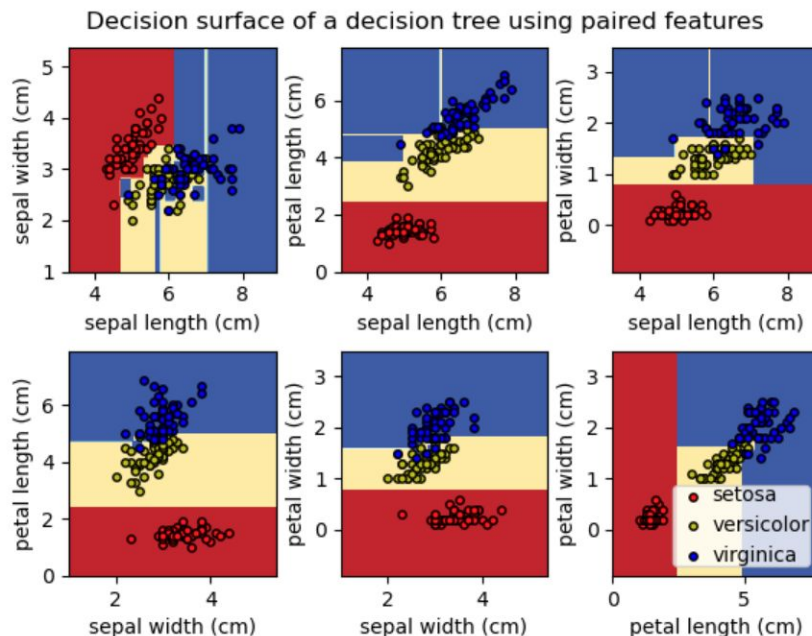 Decision surface of a decision tree using paired features
5
4
3
2
1
sepal width (cm)
4 6 8
sepal length (cm)
6
4
2
0
petal length (cm)
4 6 8
sepal length (cm)
3
2
1
0
petal width (cm)
4 6 8
sepal length (cm)
6
4
2
0
petal length (cm)
2 4
sepal width (cm)
3
2
1
0
petal width (cm)
2 4
sepal width (cm)
3
2
1
0
petal width (cm)
0 5
petal length (cm)
setosa
versicolor
virginica